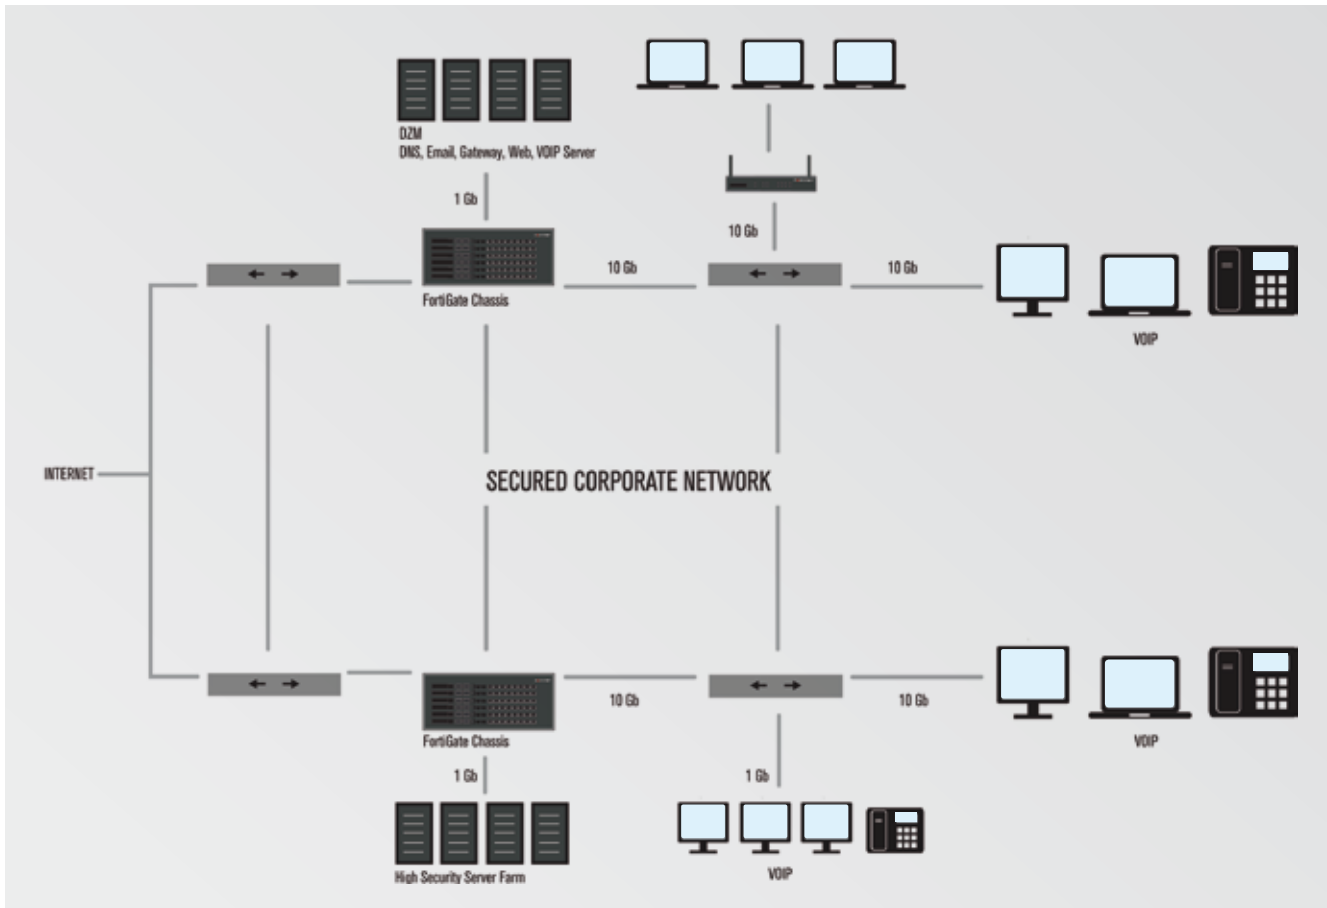 DZM
DNS, Email, Gateway, Web, VOIP Server
1 Gb
10 Gb
10 Gb
10 Gb
FortiGate Chassis
VOIP
INTERNET
SECURED CORPORATE NETWORK
10 Gb
10 Gb
FortiGate Chassis
VOIP
1 Gb
1 Gb
High Security Server Farm
VOIP